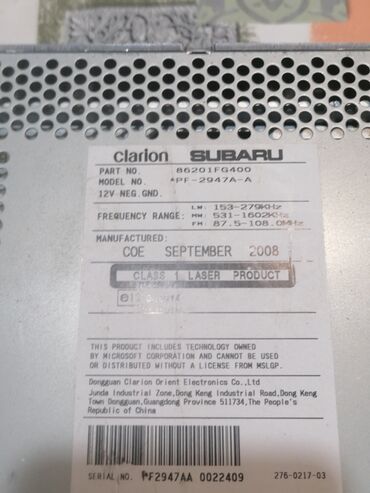 clarion SUBARU
PART NO. 86201FG400
MODEL NO. *PF-2947A-A
12V NEG.GND.
LW: 153-279KHz
FREQUENCY RANGE: MW: 531-1602KHz
FM: 87.5-108.0MHz
MANUFACTURED:
COE SEPTEMBER 2008
CLASS 1 LASER PRODUCT
THIS PRODUCT INCLUDES TECHNOLOGY OWNED
BY MICROSOFT CORPORATION AND CANNOT BE USED
OR DISTRIBUTED WITHOUT A LICENSE FROM MSLGP.
Dongguan Clarion Orient Electronics Co.,Ltd
Junda Industrial Zone,Dong Keng Industrial Road,Dong Keng
Town Dongguan,Guangdong Province 511734,The People's
Republic of China
SERIAL NO. PF2947AA 0022409
276-0217-03